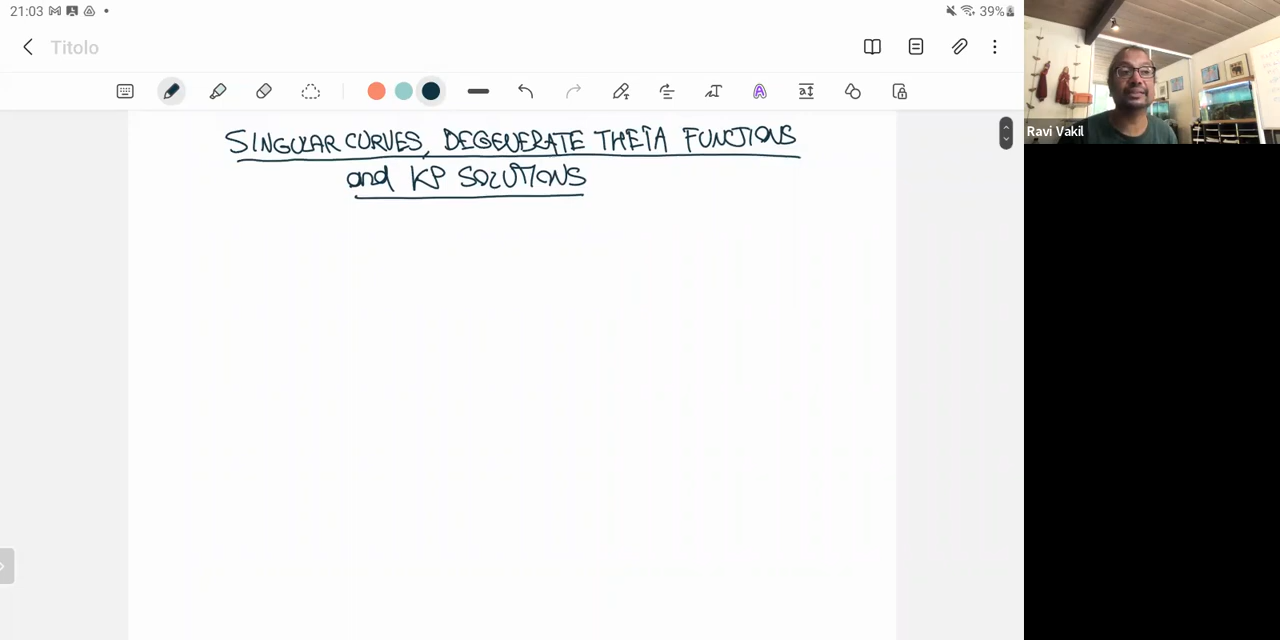 21:03
39%
Titolo
SINGULAR CURVES, DEGENERATE THETA FUNCTIONS
and KP SOLUTIONS
Ravi Vakil